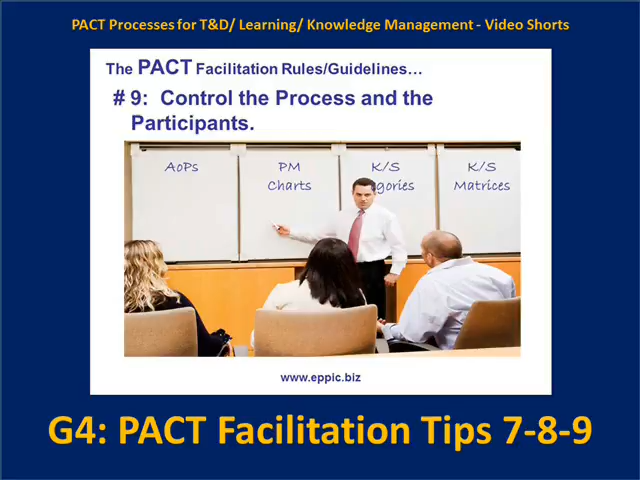 PACT Processes for T&D/ Learning/ Knowledge Management - Video Shorts
The PACT Facilitation Rules/Guidelines…
# 9:  Control the Process and the
Participants.
AoPs
PM
Charts
K/S
K/S
Matrices
www.eppic.biz
G4: PACT Facilitation Tips 7-8-9